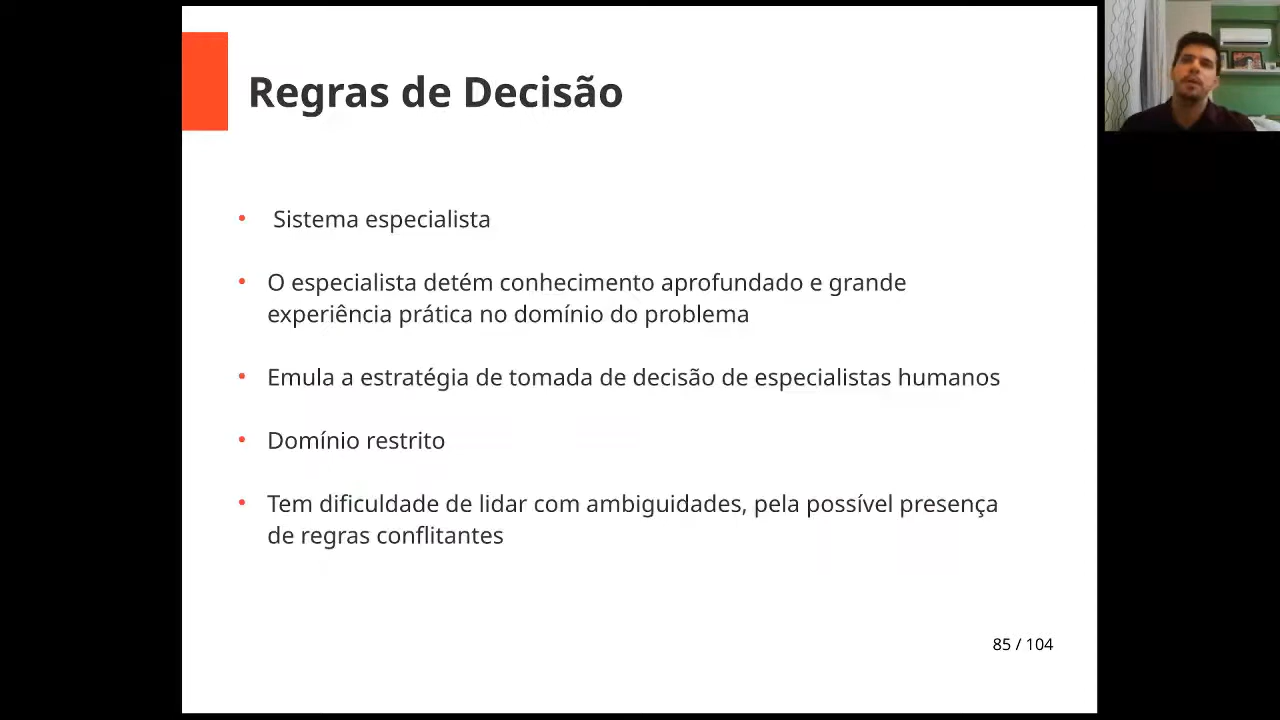 Regras de Decisão
• Sistema especialista
• O especialista detém conhecimento aprofundado e grande
experiência prática no domínio do problema
• Emula a estratégia de tomada de decisão de especialistas humanos
• Domínio restrito
• Tem dificuldade de lidar com ambiguidades, pela possível presença
de regras conflitantes
85 / 104